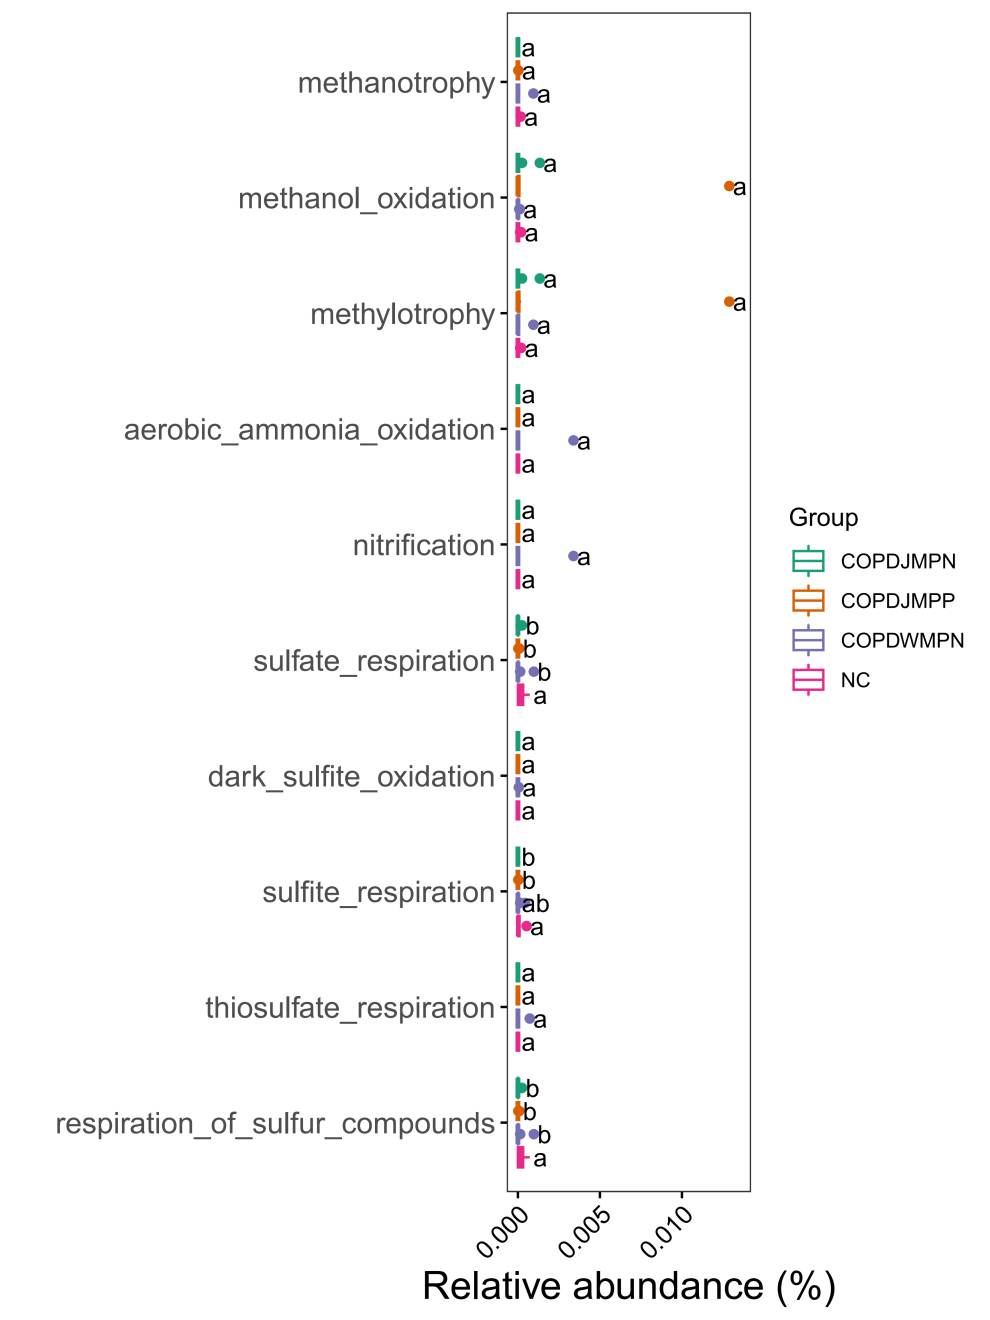 a
methanotrophy
a
a
a
a
methanol_oxidation
a
a
a
a
methylotrophy
a
a
a
a
aerobic_ammonia_oxidation
a
a
a
a
nitrification
a
a
a
b
sulfate_respiration
b
b
a
a
dark_sulfite_oxidation
a
a
a
b
sulfite_respiration
b
ab
a
a
thiosulfate_respiration
a
a
a
b
respiration_of_sulfur_compounds
b
b
a
0.000
0.005
0.010
Relative abundance (%)
Group
COPDJMPN
COPDJMPP
COPDWMPN
NC